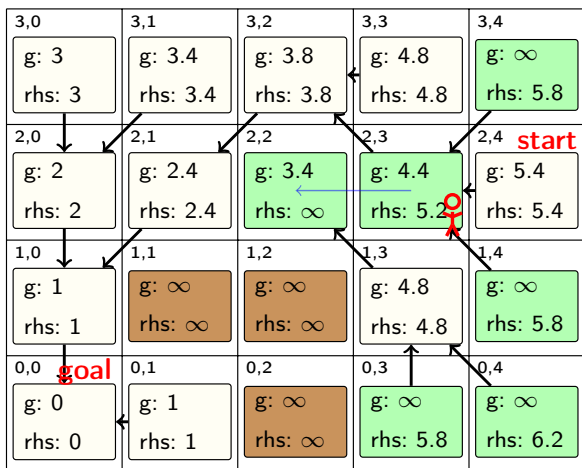 3,0 3,1 3,2 3,3 3,4
g: 3 g: 3.4 g: 3.8 g: 4.8 g: ∞
rhs: 3 rhs: 3.4 rhs: 3.8 rhs: 4.8 rhs: 5.8
2,0 2,1 2,2 2,3 2,4 start
g: 2 g: 2.4 g: 3.4 g: 4.4 g: 5.4
rhs: 2 rhs: 2.4 rhs: ∞ rhs: 5.2 rhs: 5.4
1,0 1,1 1,2 1,3 1,4
g: 1 g: ∞ g: ∞ g: 4.8 g: ∞
rhs: 1 rhs: ∞ rhs: ∞ rhs: 4.8 rhs: 5.8
0,0 goal 0,1 0,2 0,3 0,4
g: 0 g: 1 g: ∞ g: ∞ g: ∞
rhs: 0 rhs: 1 rhs: ∞ rhs: 5.8 rhs: 6.2